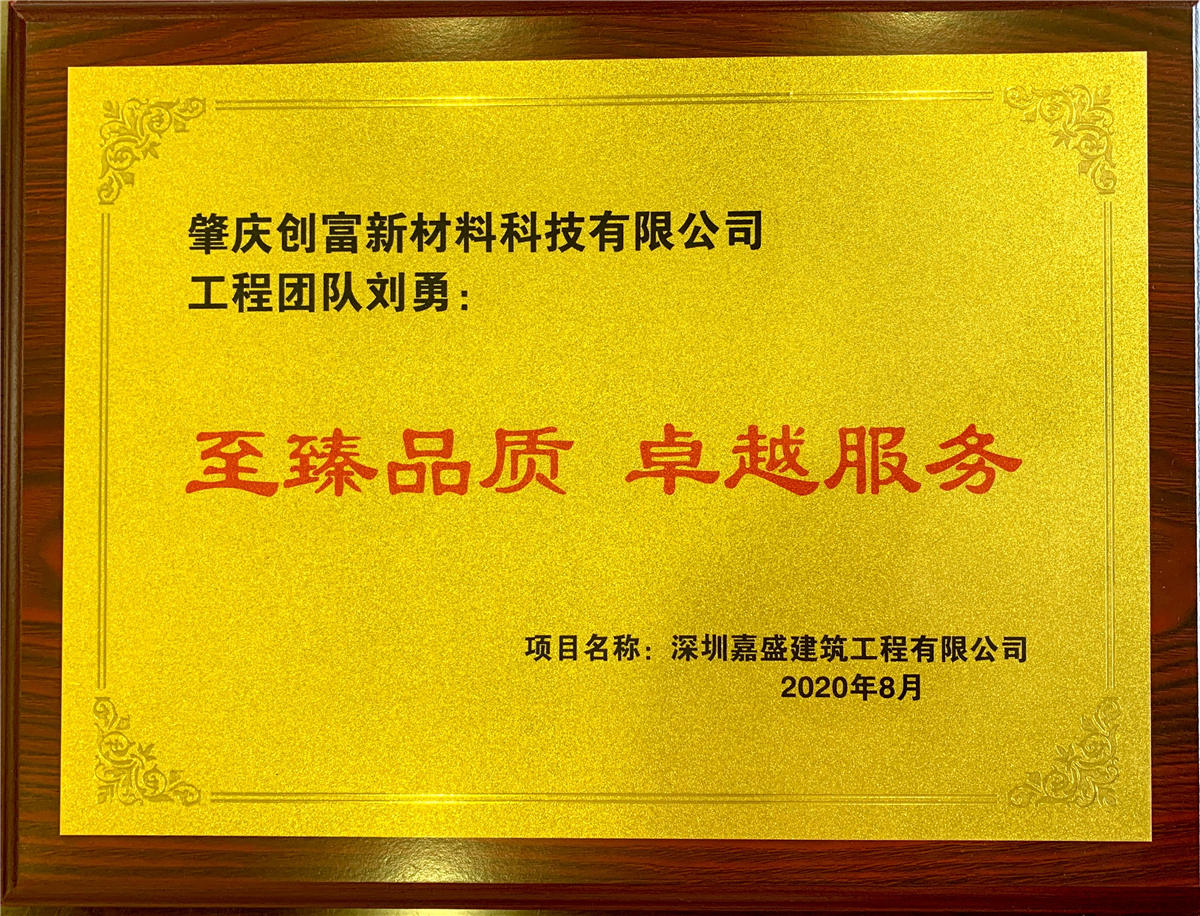 肇庆创富新材料科技有限公司
工程团队刘勇：
至臻品质 卓越服务
项目名称：深圳嘉盛建筑工程有限公司
2020年8月